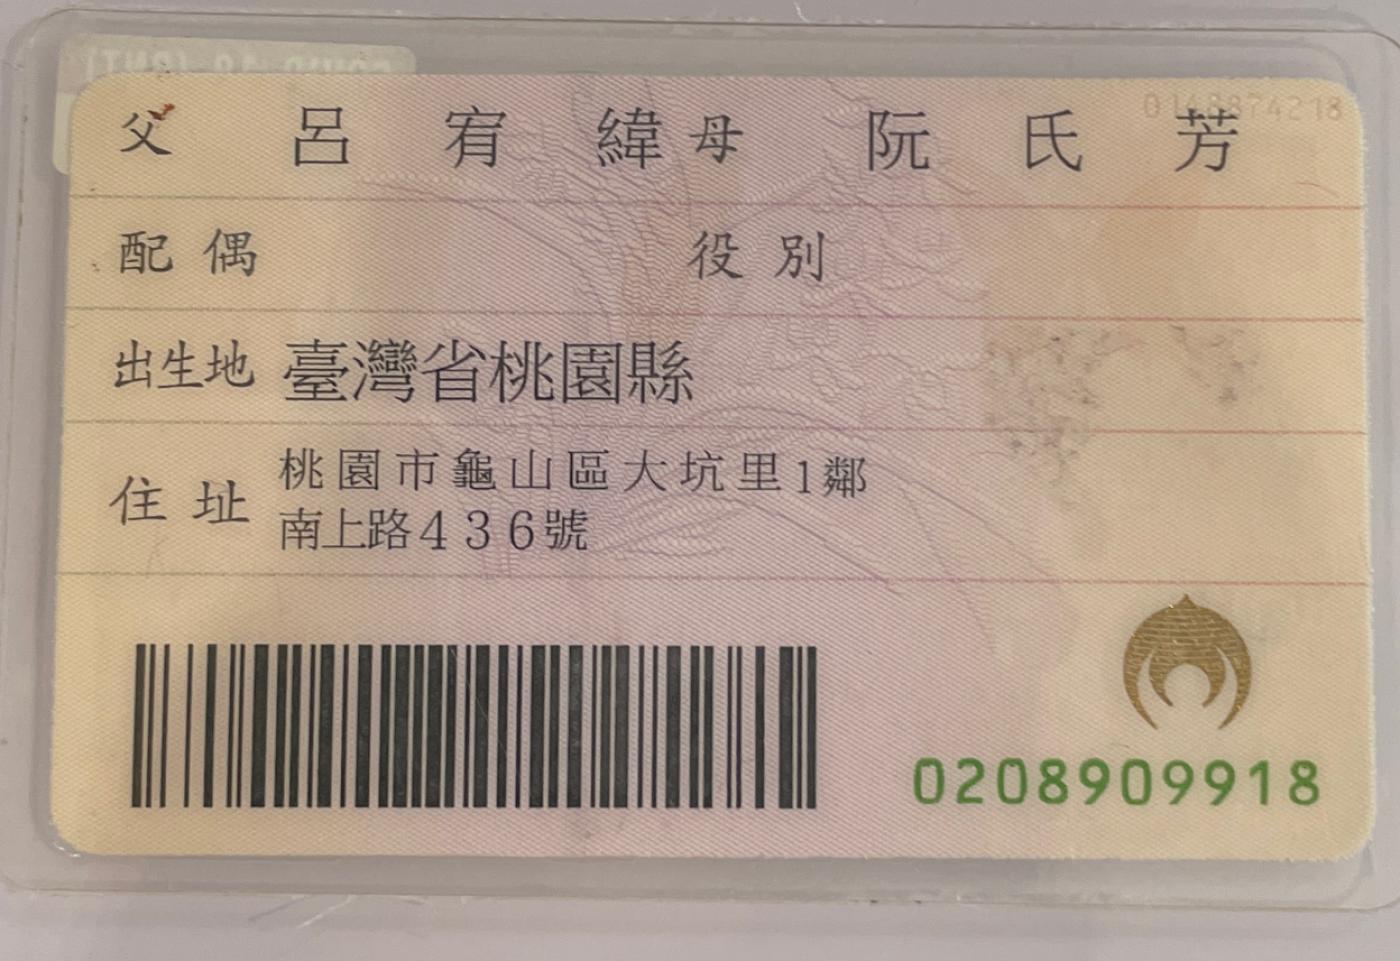 父 呂宥緯 母 阮氏芳
配偶 役別
出生地 臺灣省桃園縣
住址 桃園市龜山區大坑里1鄰
南上路436號
0208909918